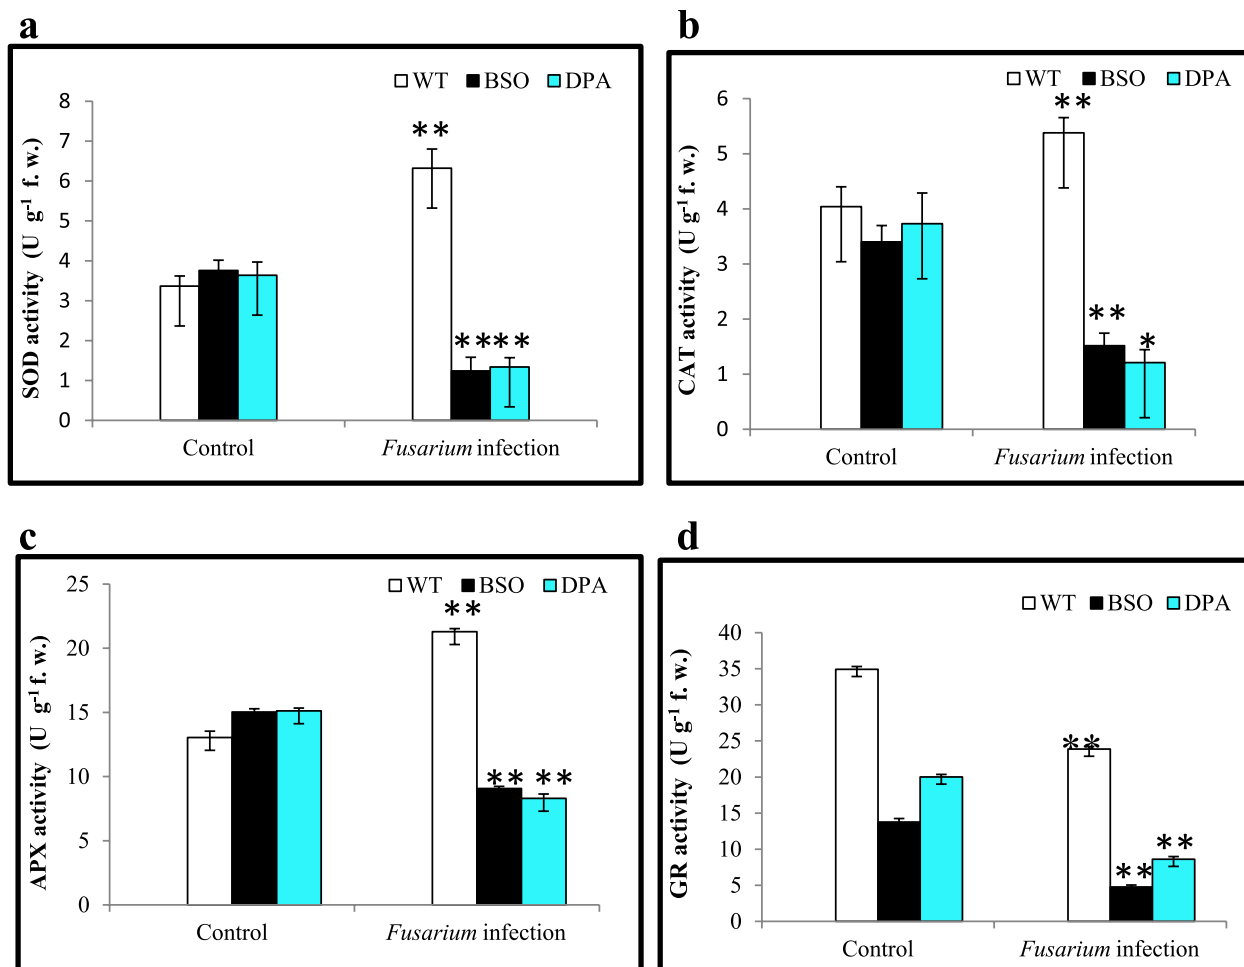 a
WT BSO DPA
SOD activity (U g-1 f. w.)
8
7
6
5
4
3
2
1
0
**
** **
Control Fusarium infection
b
WT BSO DPA
CAT activity (U g-1 f. w.)
6
5
4
3
2
1
0
**
**
*
Control Fusarium infection
c
WT BSO DPA
APX activity (U g-1 f. w.)
25
20
15
10
5
0
**
** **
Control Fusarium infection
d
WT BSO DPA
GR activity (U g-1 f. w.)
40
35
30
25
20
15
10
5
0
**
**
**
Control Fusarium infection